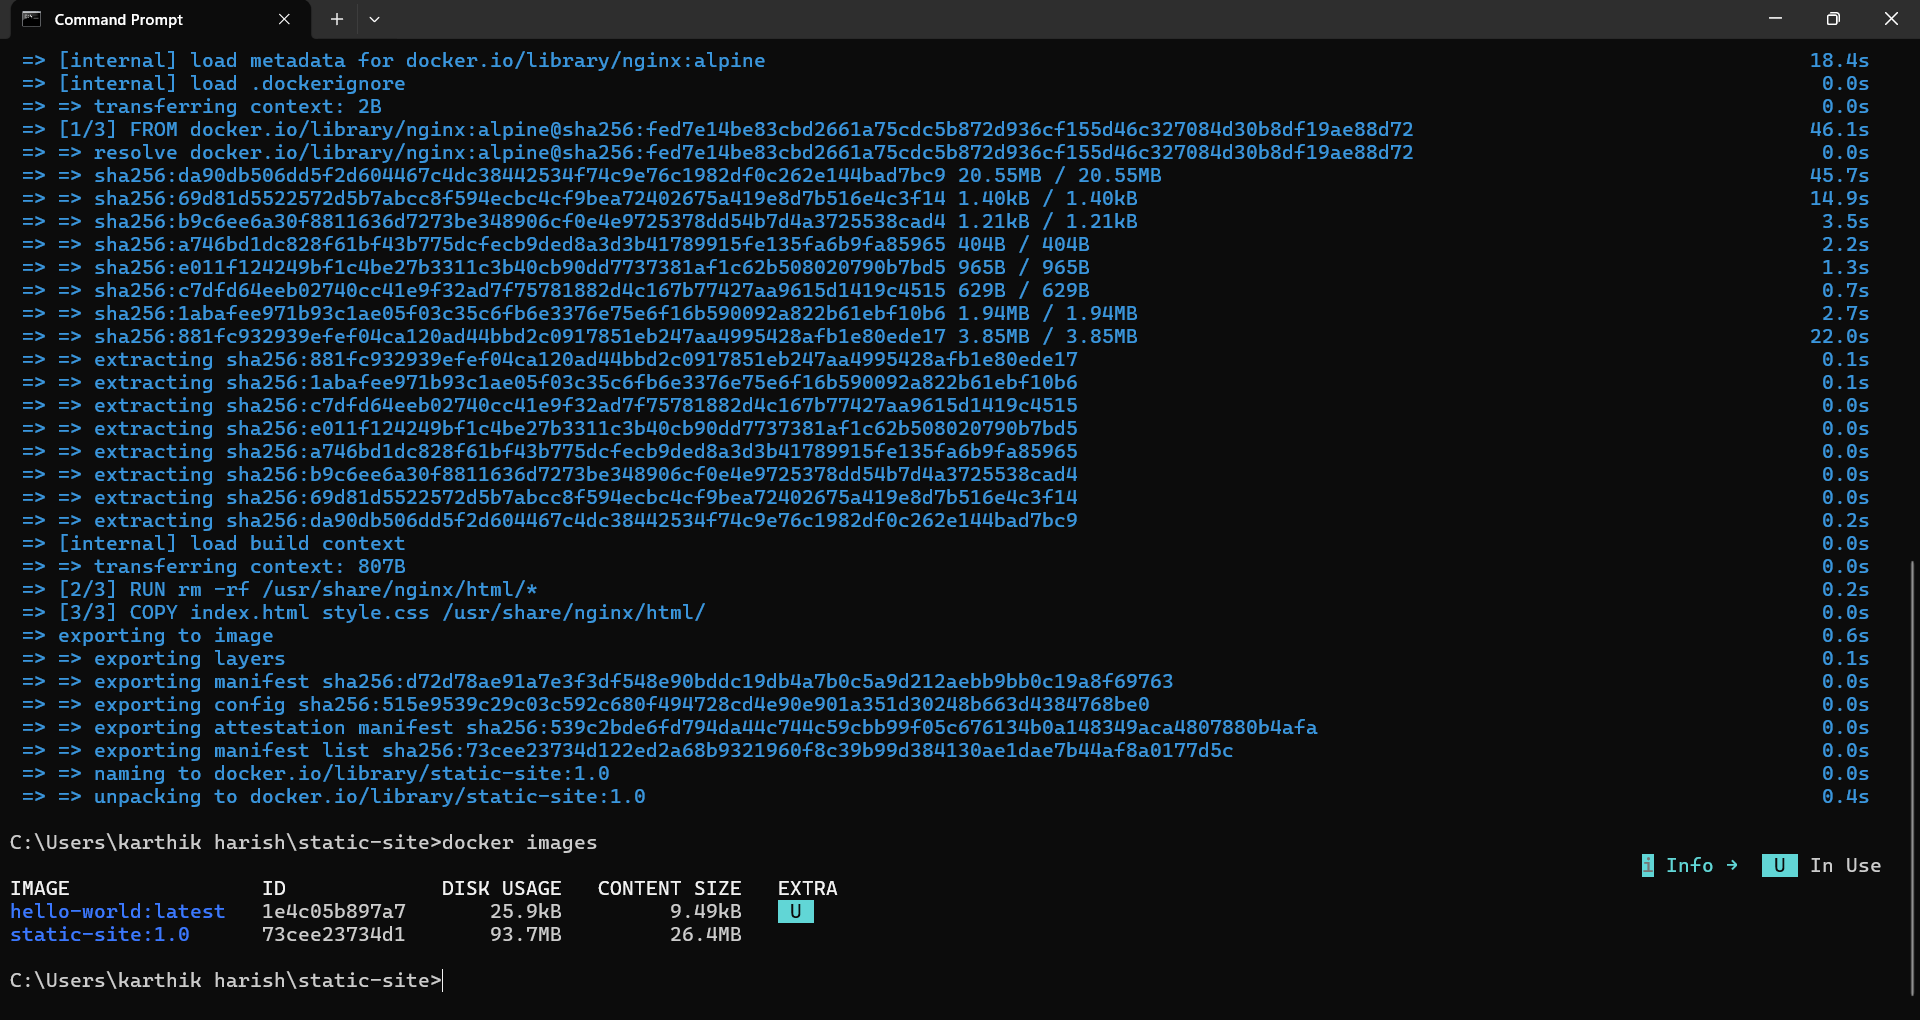 Command Prompt
=> [internal] load metadata for docker.io/library/nginx:alpine 18.4s
=> [internal] load .dockerignore 0.0s
=> => transferring context: 2B 0.0s
=> [1/3] FROM docker.io/library/nginx:alpine@sha256:fed7e14be83cbd2661a75cdc5b872d936cf155d46c327084d30b8df19ae88d72 46.1s
=> => resolve docker.io/library/nginx:alpine@sha256:fed7e14be83cbd2661a75cdc5b872d936cf155d46c327084d30b8df19ae88d72 0.0s
=> => sha256:da90db506dd5f2d604467c4dc38442534f74c9e76c1982df0c262e144bad7bc9 20.55MB / 20.55MB 45.7s
=> => sha256:69d81d5522572d5b7abcc8f594ecbc4cf9bea72402675a419e8d7b516e4c3f14 1.40kB / 1.40kB 14.9s
=> => sha256:b9c6ee6a30f8811636d7273be348906cf0e4e9725378dd54b7d4a3725538cad4 1.21kB / 1.21kB 3.5s
=> => sha256:a746bd1dc828f61bf43b775dcfecb9ded8a3d3b41789915fe135fa6b9fa85965 404B / 404B 2.2s
=> => sha256:e011f124249bf1c4be27b3311c3b40cb90dd7737381af1c62b508020790b7bd5 965B / 965B 1.3s
=> => sha256:c7dfd64eeb02740cc41e9f32ad7f75781882d4c167b77427aa9615d1419c4515 629B / 629B 0.7s
=> => sha256:1abafee971b93c1ae05f03c35c6fb6e3376e75e6f16b590092a822b61ebf10b6 1.94MB / 1.94MB 2.7s
=> => sha256:881fc932939efef04ca120ad44bbd2c0917851eb247aa4995428afb1e80ede17 3.85MB / 3.85MB 22.0s
=> => extracting sha256:881fc932939efef04ca120ad44bbd2c0917851eb247aa4995428afb1e80ede17 0.1s
=> => extracting sha256:1abafee971b93c1ae05f03c35c6fb6e3376e75e6f16b590092a822b61ebf10b6 0.1s
=> => extracting sha256:c7dfd64eeb02740cc41e9f32ad7f75781882d4c167b77427aa9615d1419c4515 0.0s
=> => extracting sha256:e011f124249bf1c4be27b3311c3b40cb90dd7737381af1c62b508020790b7bd5 0.0s
=> => extracting sha256:a746bd1dc828f61bf43b775dcfecb9ded8a3d3b41789915fe135fa6b9fa85965 0.0s
=> => extracting sha256:b9c6ee6a30f8811636d7273be348906cf0e4e9725378dd54b7d4a3725538cad4 0.0s
=> => extracting sha256:69d81d5522572d5b7abcc8f594ecbc4cf9bea72402675a419e8d7b516e4c3f14 0.0s
=> => extracting sha256:da90db506dd5f2d604467c4dc38442534f74c9e76c1982df0c262e144bad7bc9 0.2s
=> [internal] load build context 0.0s
=> => transferring context: 807B 0.0s
=> [2/3] RUN rm -rf /usr/share/nginx/html/* 0.2s
=> [3/3] COPY index.html style.css /usr/share/nginx/html/ 0.0s
=> exporting to image 0.6s
=> => exporting layers 0.1s
=> => exporting manifest sha256:d72d78ae91a7e3f3df548e90bddc19db4a7b0c5a9d212aebb9bb0c19a8f69763 0.0s
=> => exporting config sha256:515e9539c29c03c592c680f494728cd4e90e901a351d30248b663d4384768be0 0.0s
=> => exporting attestation manifest sha256:539c2bde6fd794da44c744c59cbb99f05c676134b0a148349aca4807880b4afa 0.0s
=> => exporting manifest list sha256:73cee23734d122ed2a68b9321960f8c39b99d384130ae1dae7b44af8a0177d5c 0.0s
=> => naming to docker.io/library/static-site:1.0 0.0s
=> => unpacking to docker.io/library/static-site:1.0 0.4s
C:\Users\karthik harish\static-site>docker images
i Info → U In Use
IMAGE ID DISK USAGE CONTENT SIZE EXTRA
hello-world:latest 1e4c05b897a7 25.9kB 9.49kB U
static-site:1.0 73cee23734d1 93.7MB 26.4MB
C:\Users\karthik harish\static-site>